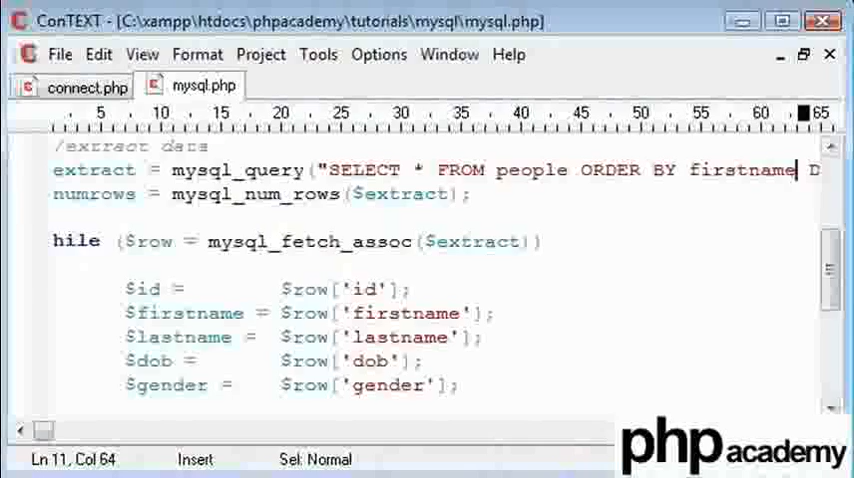 ConTEXT - [C:\xampp\htdocs\phpacademy\tutorials\mysql\mysql.php]
File Edit View Format Project Tools Options Window Help
connect.php mysql.php
5 10 15 20 25 30 35 40 45 50 55 60 65
/extract data
extract = mysql_query("SELECT * FROM people ORDER BY firstname D
numrows = mysql_num_rows($extract);
hile ($row = mysql_fetch_assoc($extract))
$id = $row['id'];
$firstname = $row['firstname'];
$lastname = $row['lastname'];
$dob = $row['dob'];
$gender = $row['gender'];
Ln 11, Col 64 Insert Sel: Normal
php academy